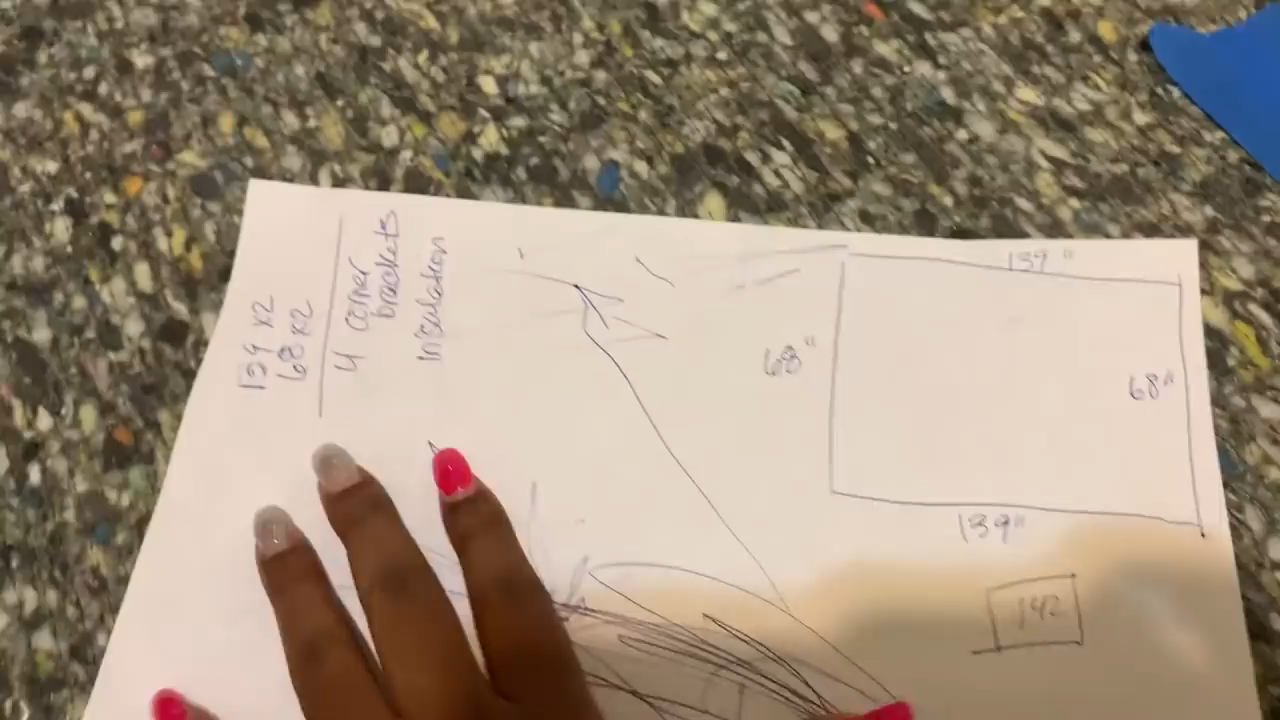 139 x2
68 x2
4 corner
brackets
insulation
139"
68"
68"
139"
142